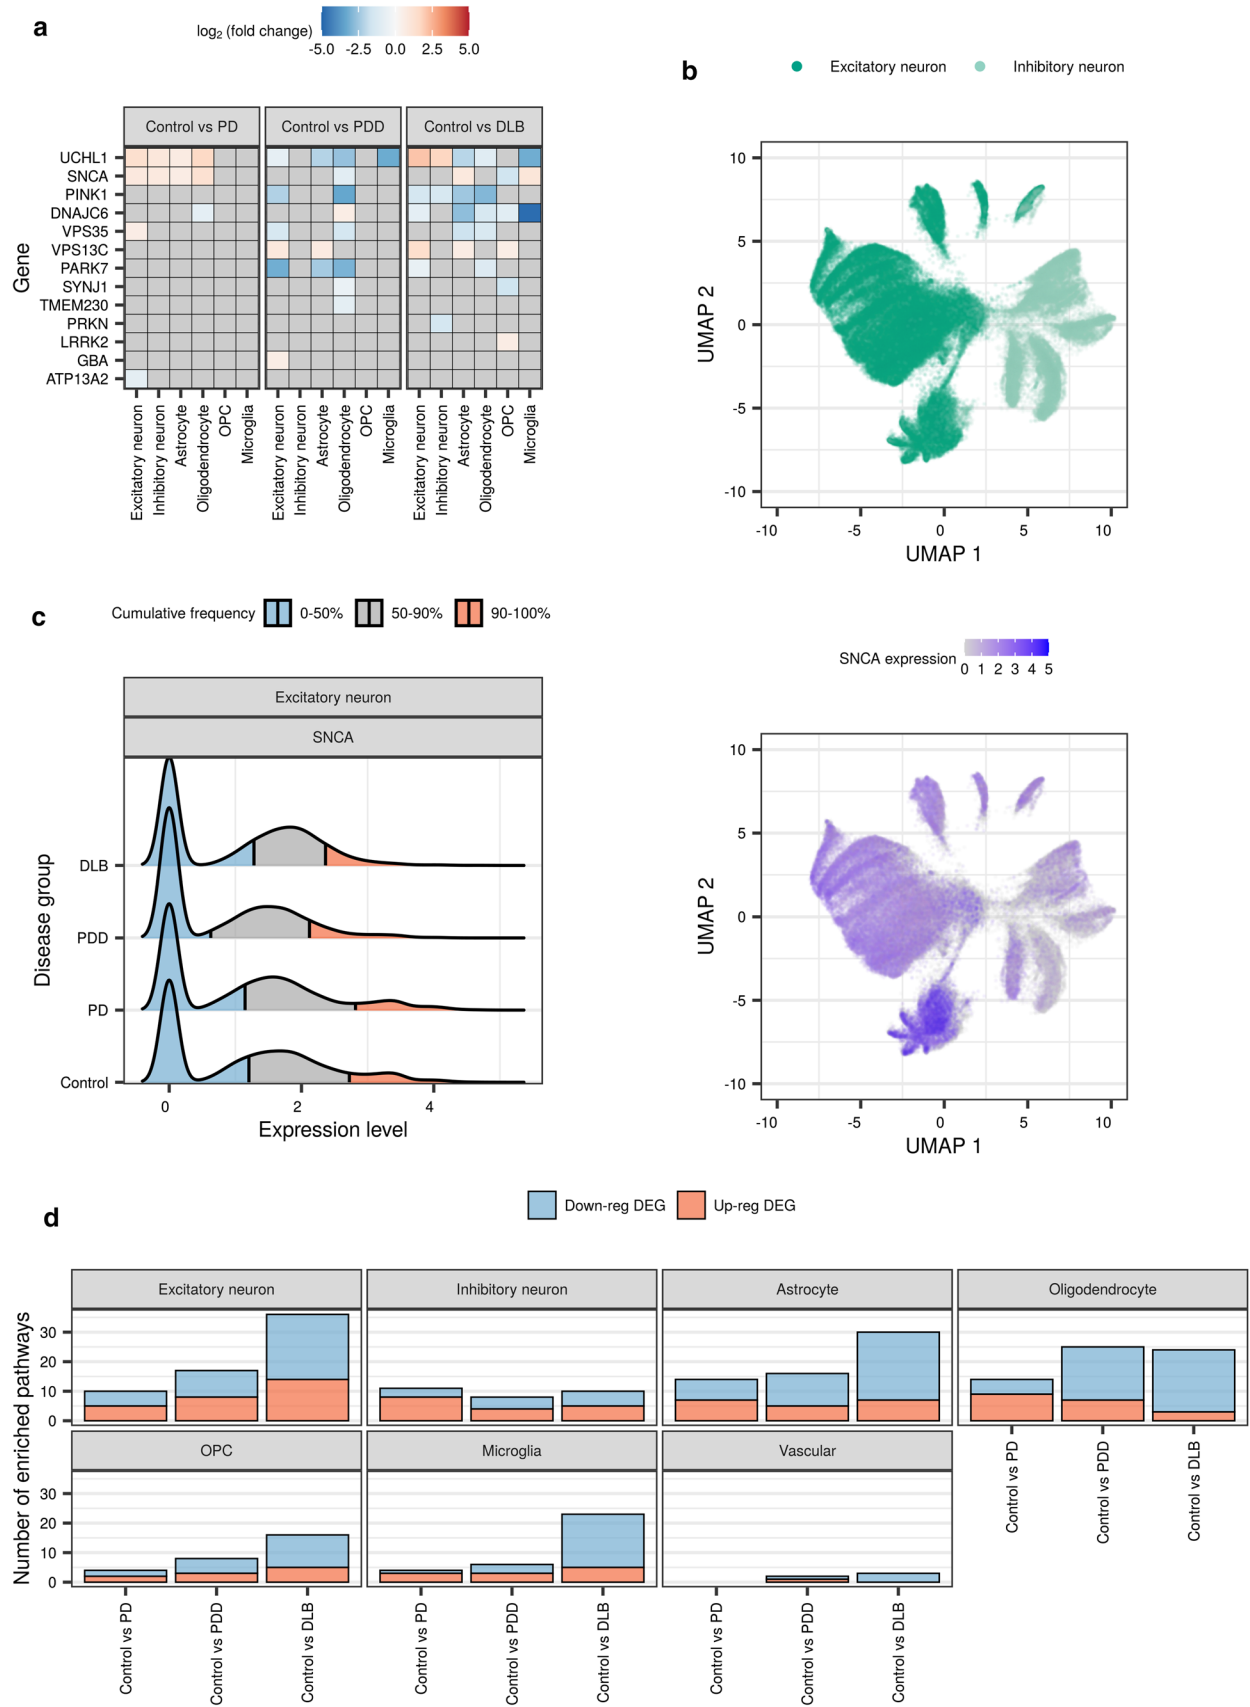 a
log₂ (fold change)
-5.0 -2.5 0.0 2.5 5.0
Control vs PD Control vs PDD Control vs DLB
Gene
UCHL1
SNCA
PINK1
DNAJC6
VPS35
VPS13C
PARK7
SYNJ1
TMEM230
PRKN
LRRK2
GBA
ATP13A2
Excitatory neuron Inhibitory neuron Astrocyte Oligodendrocyte OPC Microglia Excitatory neuron Inhibitory neuron Astrocyte Oligodendrocyte OPC Microglia Excitatory neuron Inhibitory neuron Astrocyte Oligodendrocyte OPC Microglia
b
Excitatory neuron Inhibitory neuron
UMAP 2
10
5
0
-5
-10
-10 -5 0 5 10
UMAP 1
SNCA expression
0 1 2 3 4 5
UMAP 2
10
5
0
-5
-10
-10 -5 0 5 10
UMAP 1
c
Cumulative frequency 0-50% 50-90% 90-100%
Excitatory neuron
SNCA
Disease group
DLB
PDD
PD
Control
0 2 4
Expression level
d
Down-reg DEG Up-reg DEG
Number of enriched pathways
Excitatory neuron Inhibitory neuron Astrocyte Oligodendrocyte
30
20
10
0
Control vs PD Control vs PDD Control vs DLB
OPC Microglia Vascular
30
20
10
0
Control vs PD Control vs PDD Control vs DLB Control vs PD Control vs PDD Control vs DLB Control vs PD Control vs PDD Control vs DLB